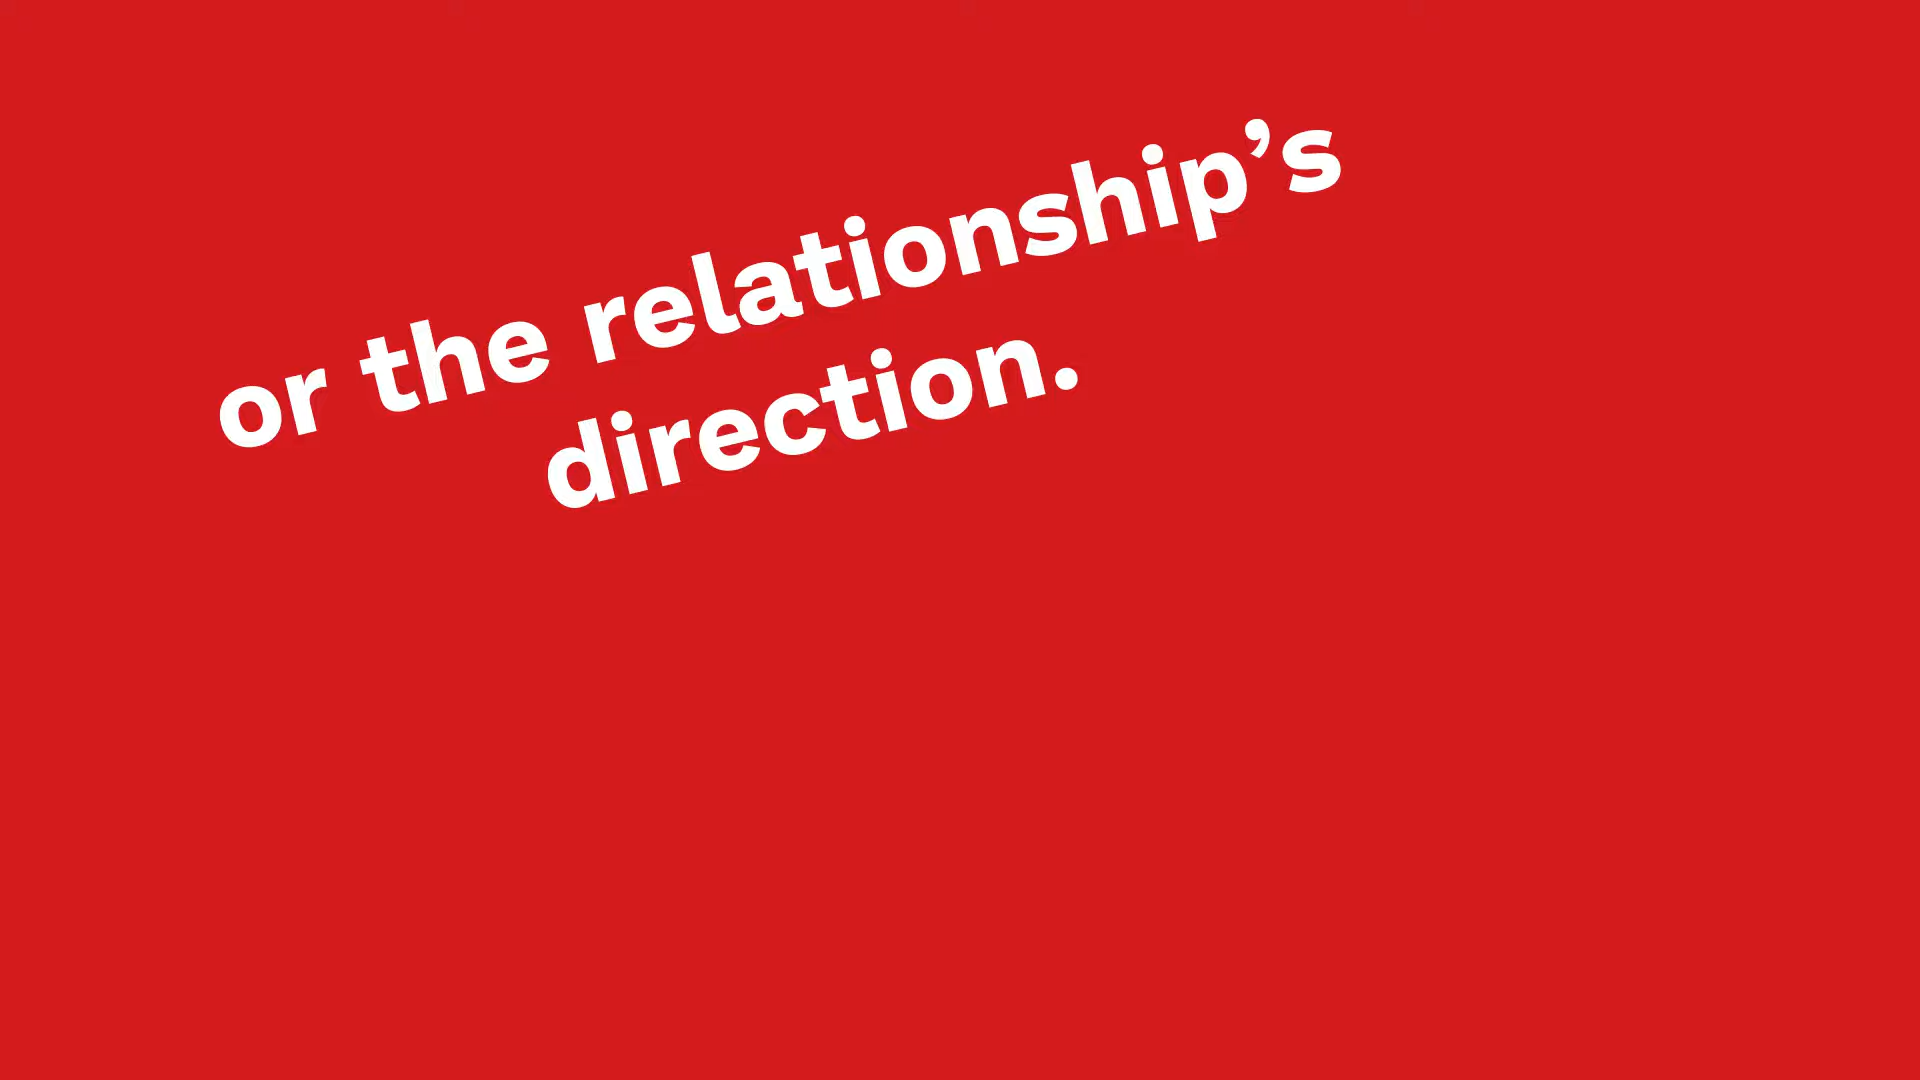 or the relationship’s
direction.